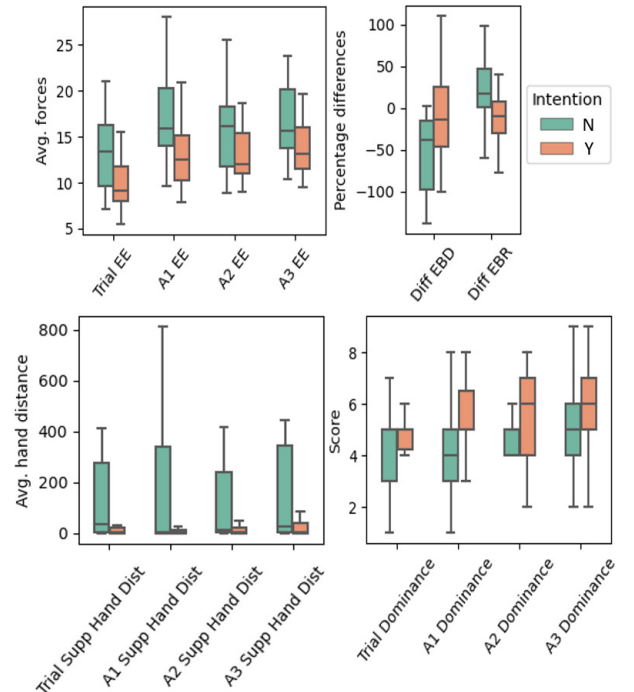 Avg. forces
25
20
15
10
5
Trial EE
A1 EE
A2 EE
A3 EE
Percentage differences
100
50
0
−50
−100
Diff EBD
Diff EBR
Intention
N
Y
Avg. hand distance
800
600
400
200
0
Trial Supp Hand Dist
A1 Supp Hand Dist
A2 Supp Hand Dist
A3 Supp Hand Dist
Score
8
6
4
2
Trial Dominance
A1 Dominance
A2 Dominance
A3 Dominance